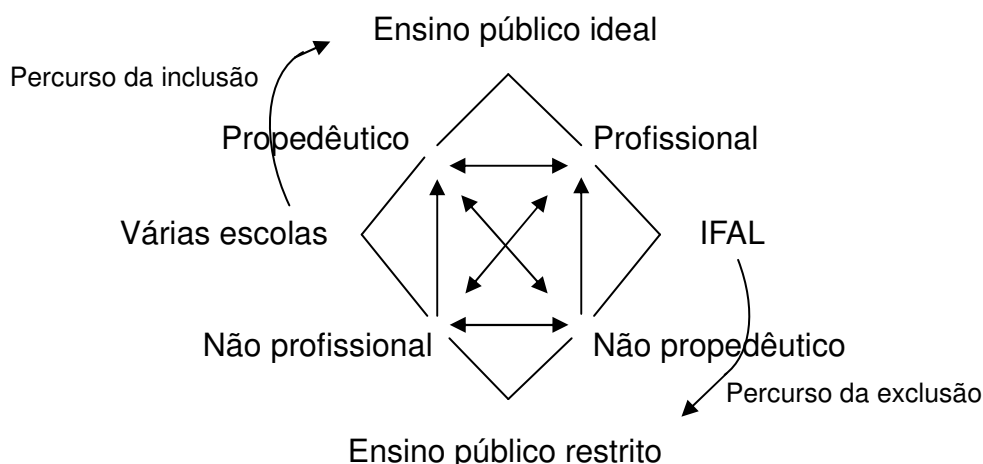 Ensino público ideal
Percurso da inclusão
Propedêutico
Profissional
Várias escolas
IFAL
Não profissional
Não propedêutico
Percurso da exclusão
Ensino público restrito